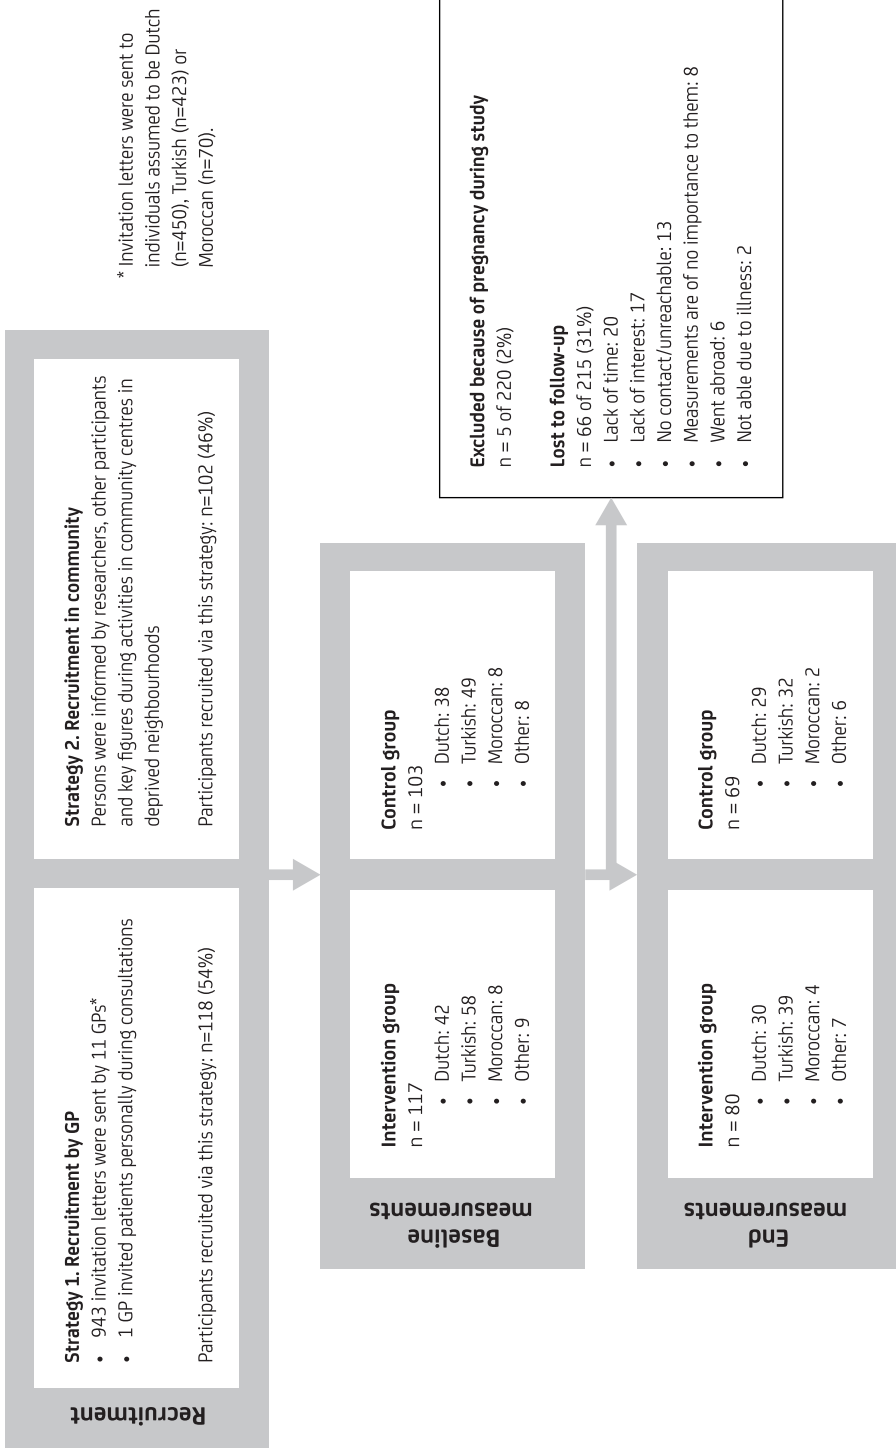 Recruitment
Strategy 1. Recruitment by GP
• 943 invitation letters were sent by 11 GPs*
• 1 GP invited patients personally during consultations
Participants recruited via this strategy: n=118 (54%)
Strategy 2. Recruitment in community
Persons were informed by researchers, other participants
and key figures during activities in community centres in
deprived neighbourhoods
Participants recruited via this strategy: n=102 (46%)
* Invitation letters were sent to
individuals assumed to be Dutch
(n=450), Turkish (n=423) or
Moroccan (n=70).
Baseline
measurements
Intervention group
n = 117
• Dutch: 42
• Turkish: 58
• Moroccan: 8
• Other: 9
Control group
n = 103
• Dutch: 38
• Turkish: 49
• Moroccan: 8
• Other: 8
Excluded because of pregnancy during study
n = 5 of 220 (2%)
Lost to follow-up
n = 66 of 215 (31%)
• Lack of time: 20
• Lack of interest: 17
• No contact/unreachable: 13
• Measurements are of no importance to them: 8
• Went abroad: 6
• Not able due to illness: 2
End
measurements
Intervention group
n = 80
• Dutch: 30
• Turkish: 39
• Moroccan: 4
• Other: 7
Control group
n = 69
• Dutch: 29
• Turkish: 32
• Moroccan: 2
• Other: 6